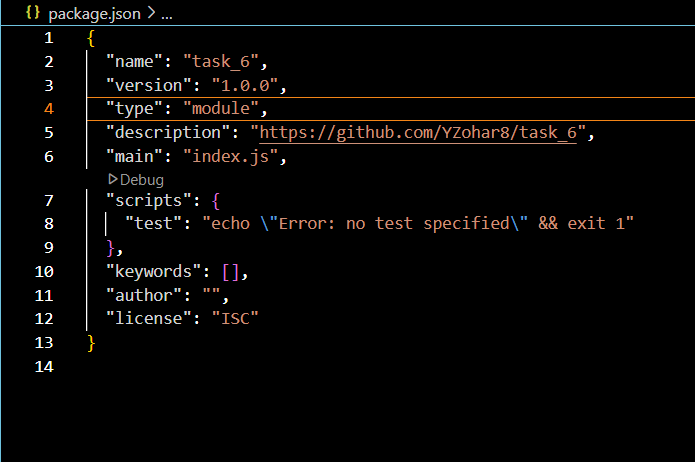 {} package.json > ...
1 {
2 "name": "task_6",
3 "version": "1.0.0",
4 "type": "module",
5 "description": "https://github.com/YZohar8/task_6",
6 "main": "index.js",
Debug
7 "scripts": {
8 "test": "echo \"Error: no test specified\" && exit 1"
9 },
10 "keywords": [],
11 "author": "",
12 "license": "ISC"
13 }
14